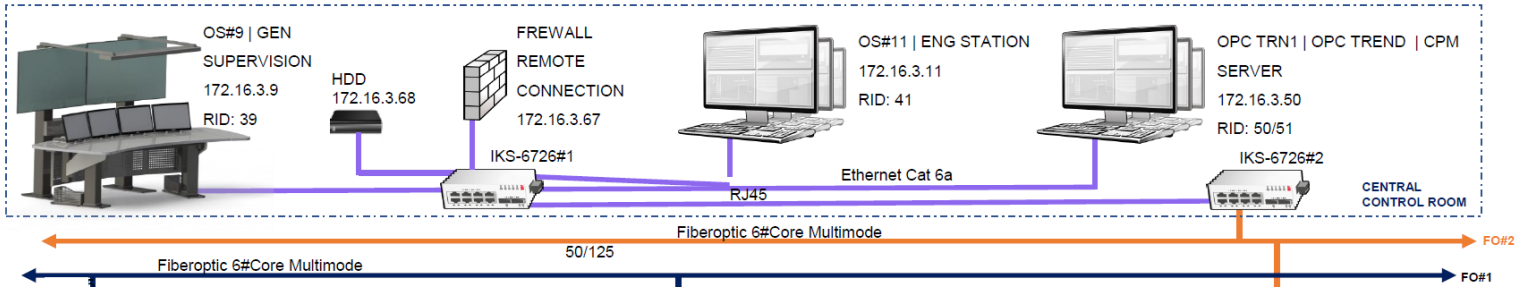 OS#9 | GEN
SUPERVISION
172.16.3.9
RID: 39
HDD
172.16.3.68
FIREWALL
REMOTE
CONNECTION
172.16.3.67
OS#11 | ENG STATION
172.16.3.11
RID: 41
OPC TRN1 | OPC TREND | CPM
SERVER
172.16.3.50
RID: 50/51
IKS-6726#1
IKS-6726#2
Ethernet Cat 6a
RJ45
CENTRAL
CONTROL ROOM
Fiberoptic 6#Core Multimode
FO#2
50/125
Fiberoptic 6#Core Multimode
FO#1